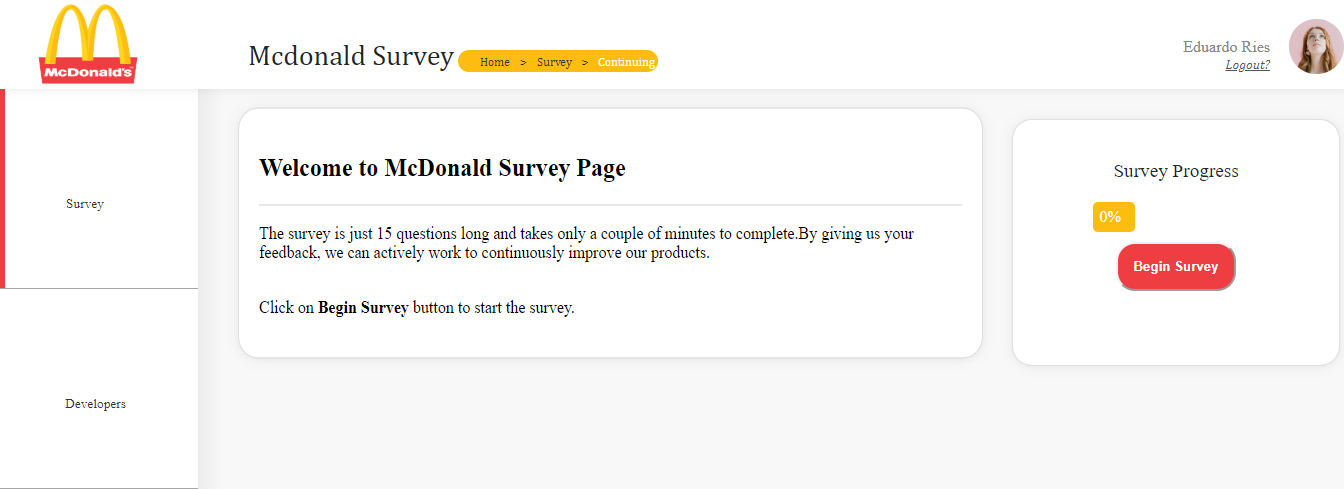 McDonald's
Mcdonald Survey
Home > Survey > Continuing
Eduardo Ries
Logout?
Survey
Developers
Welcome to McDonald Survey Page
The survey is just 15 questions long and takes only a couple of minutes to complete.By giving us your
feedback, we can actively work to continuously improve our products.
Click on Begin Survey button to start the survey.
Survey Progress
0%
Begin Survey